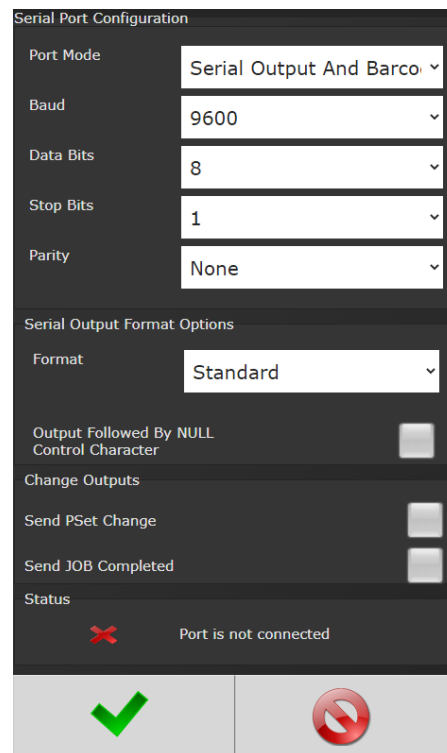 Serial Port Configuration
Port Mode
Serial Output And Barco
Baud
9600
Data Bits
8
Stop Bits
1
Parity
None
Serial Output Format Options
Format
Standard
Output Followed By NULL
Control Character
Change Outputs
Send PSet Change
Send JOB Completed
Status
Port is not connected